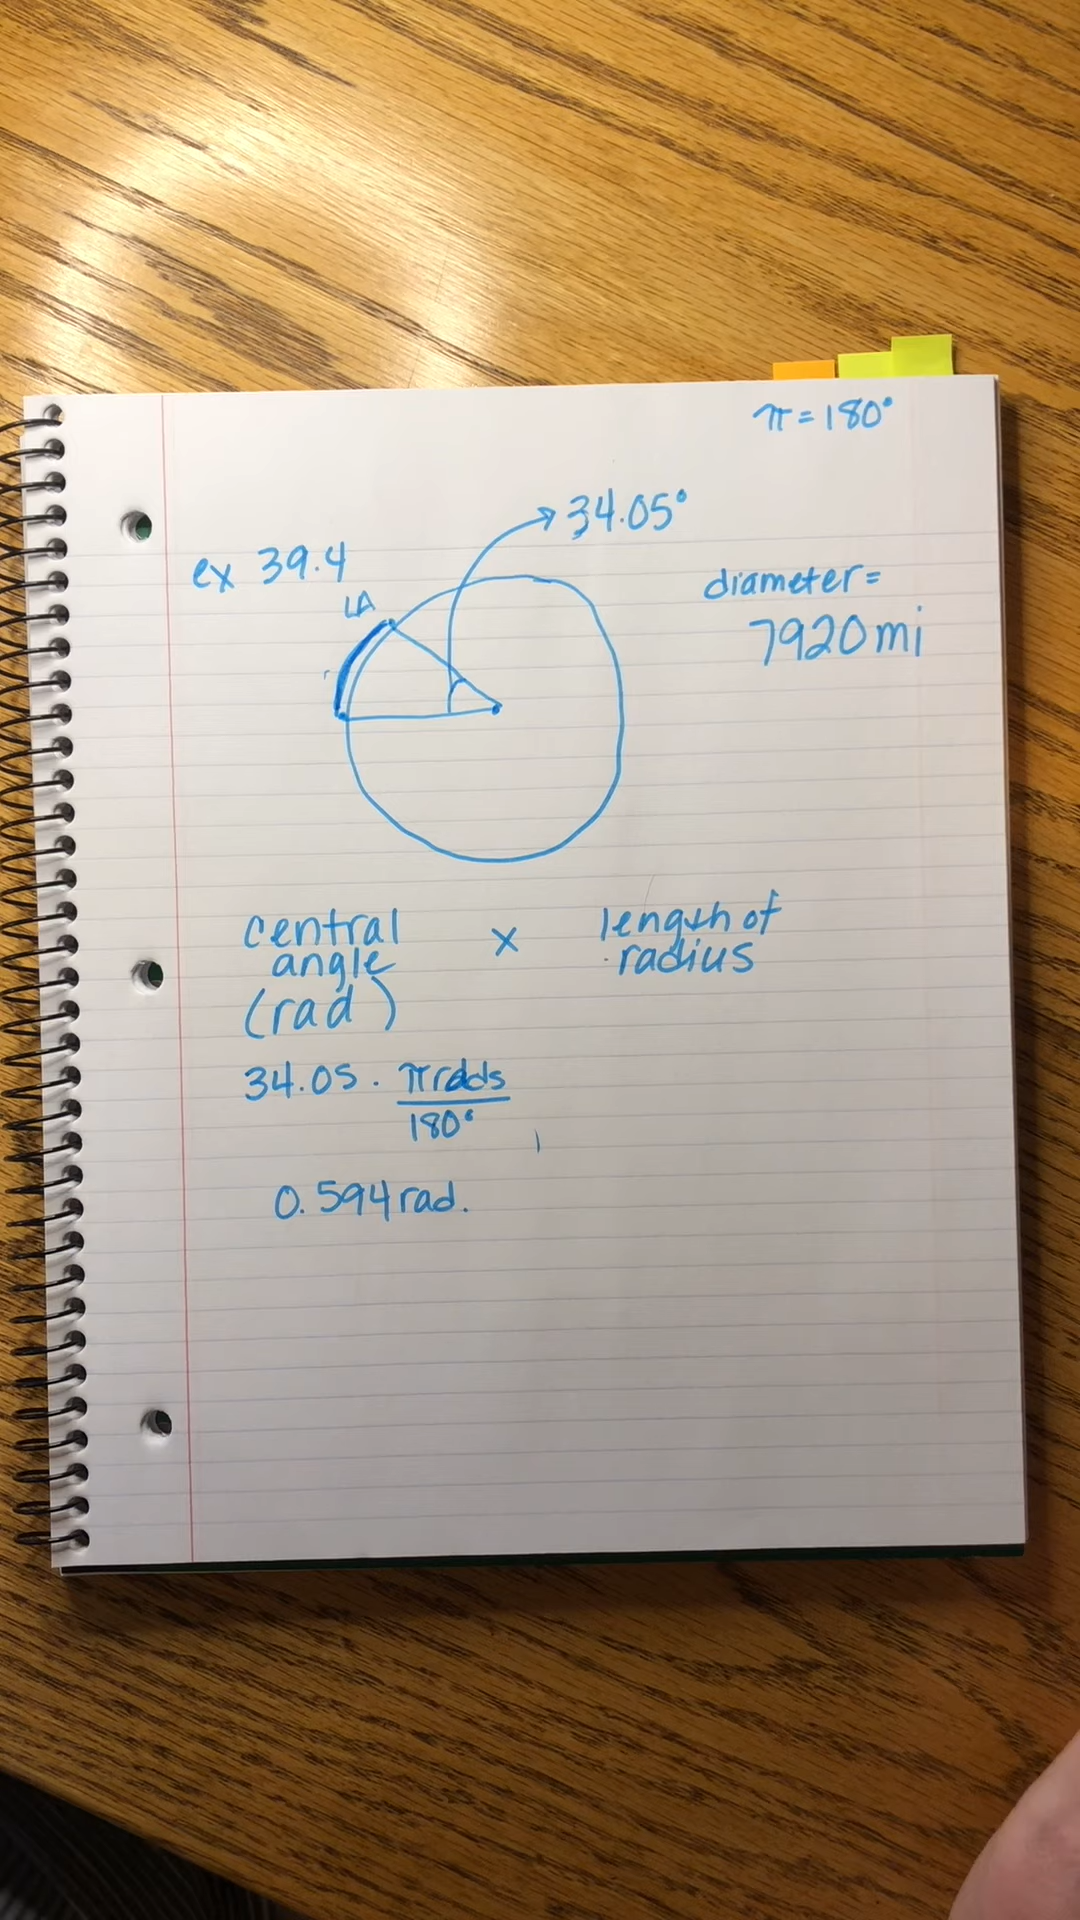 π = 180°
34.05°
ex 39.4
diameter =
7920 mi
LA
central
angle
(rad)
x
length of
radius
34.05 · π rads
180°
0.594 rad.